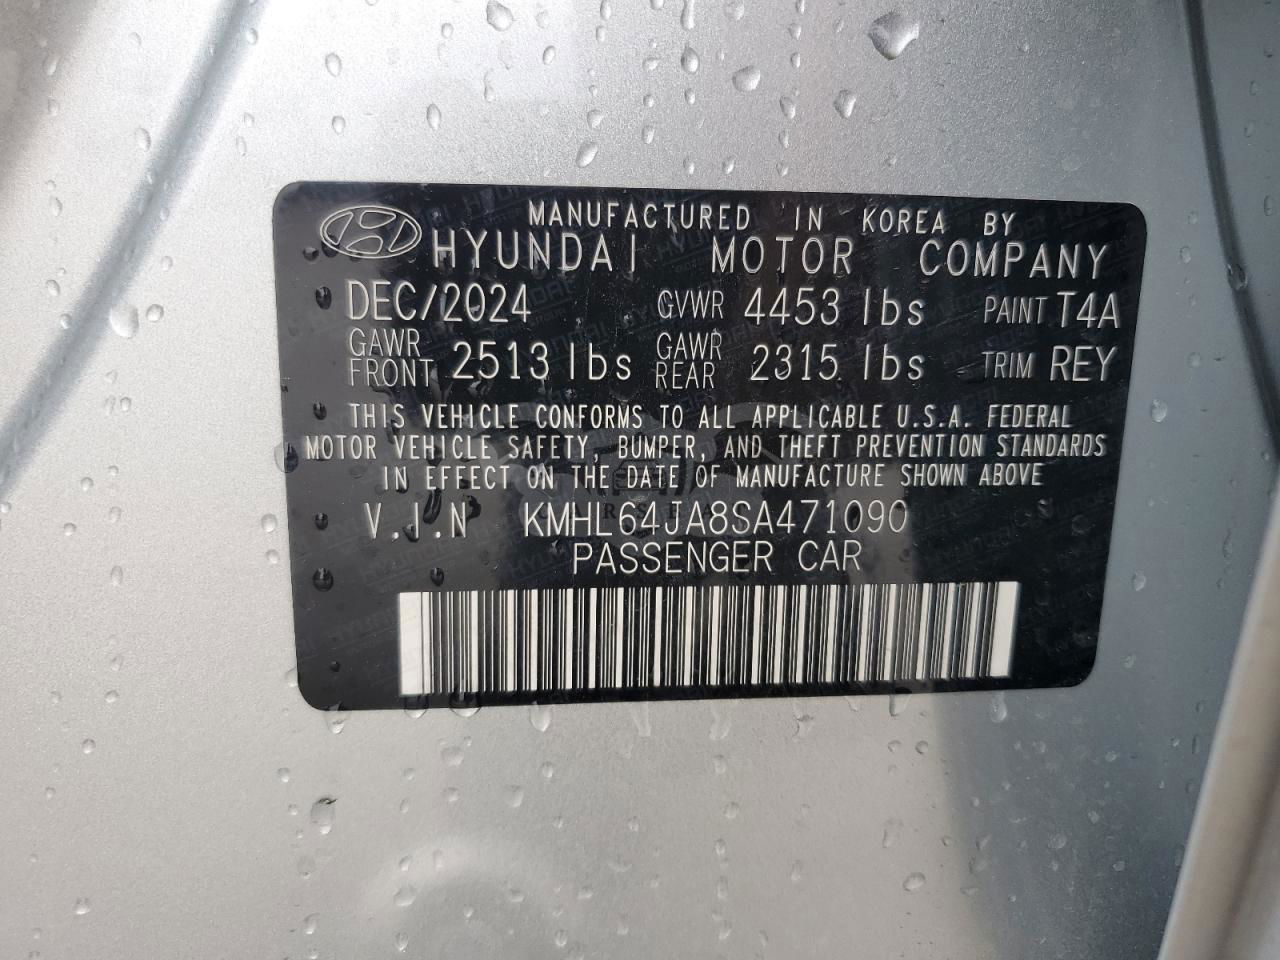 MANUFACTURED IN KOREA BY
HYUNDAI MOTOR COMPANY
DEC/2024 GVWR 4453 lbs PAINT T4A
GAWR FRONT 2513 lbs GAWR REAR 2315 lbs TRIM REY
THIS VEHICLE CONFORMS TO ALL APPLICABLE U.S.A. FEDERAL
MOTOR VEHICLE SAFETY, BUMPER, AND THEFT PREVENTION STANDARDS
IN EFFECT ON THE DATE OF MANUFACTURE SHOWN ABOVE
V.I.N KMHL64JA8SA471090
PASSENGER CAR